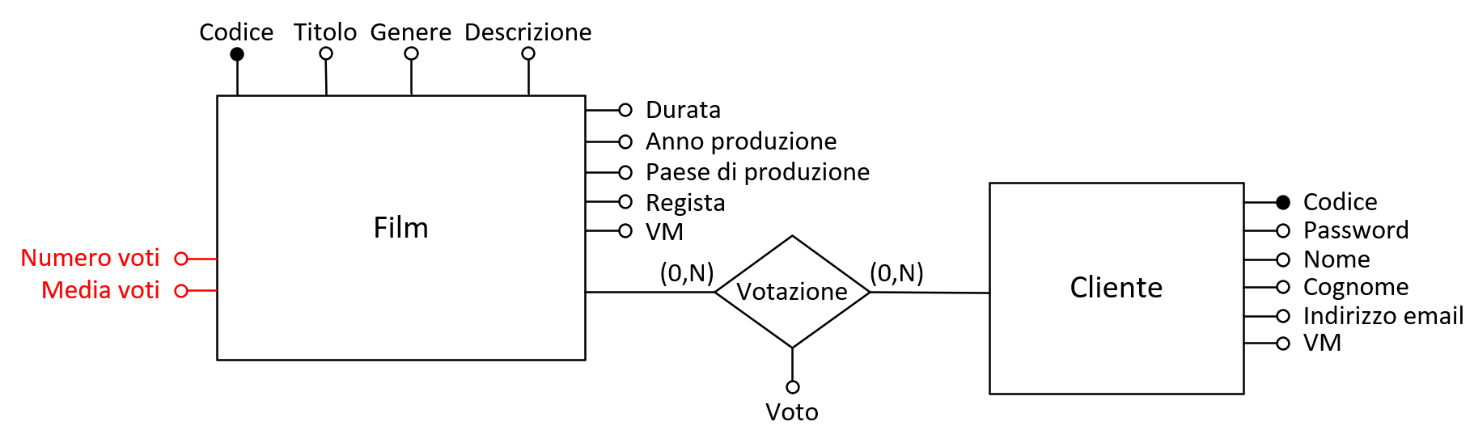 Codice Titolo Genere Descrizione
Durata
Anno produzione
Paese di produzione
Regista
VM
Film
Numero voti
Media voti
(0,N)
Votazione
(0,N)
Voto
Cliente
Codice
Password
Nome
Cognome
Indirizzo email
VM